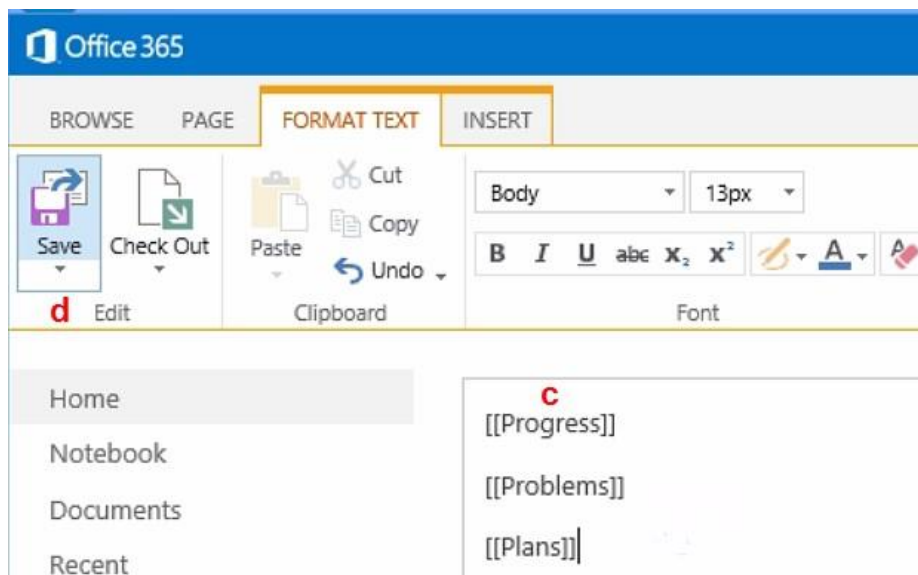 Office 365
BROWSE PAGE FORMAT TEXT INSERT
Save
Check Out
Paste
Cut
Copy
Undo
Body 13px
B I U abc X₂ X² A A
d Edit Clipboard Font
Home
Notebook
Documents
Recent
c
[[Progress]]
[[Problems]]
[[Plans]]